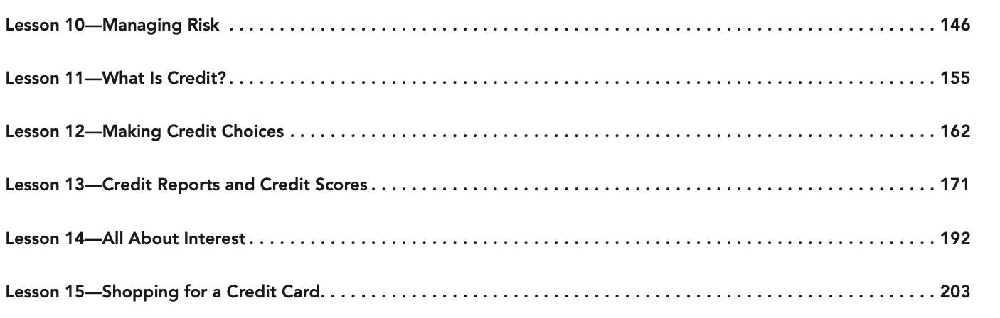 Lesson 10—Managing Risk . . . . . . . . . . . . . . . . . . . . . . . . . . . . . . . . . . . . . . . . . . . . . . . . . . . . . . . . . . . . . . . . . . . . . . 146
Lesson 11—What Is Credit? . . . . . . . . . . . . . . . . . . . . . . . . . . . . . . . . . . . . . . . . . . . . . . . . . . . . . . . . . . . . . . . . . . . . . . 155
Lesson 12—Making Credit Choices . . . . . . . . . . . . . . . . . . . . . . . . . . . . . . . . . . . . . . . . . . . . . . . . . . . . . . . . . . . . . . . . 162
Lesson 13—Credit Reports and Credit Scores . . . . . . . . . . . . . . . . . . . . . . . . . . . . . . . . . . . . . . . . . . . . . . . . . . . . . . . . 171
Lesson 14—All About Interest . . . . . . . . . . . . . . . . . . . . . . . . . . . . . . . . . . . . . . . . . . . . . . . . . . . . . . . . . . . . . . . . . . . . 192
Lesson 15—Shopping for a Credit Card. . . . . . . . . . . . . . . . . . . . . . . . . . . . . . . . . . . . . . . . . . . . . . . . . . . . . . . . . . . . . 203